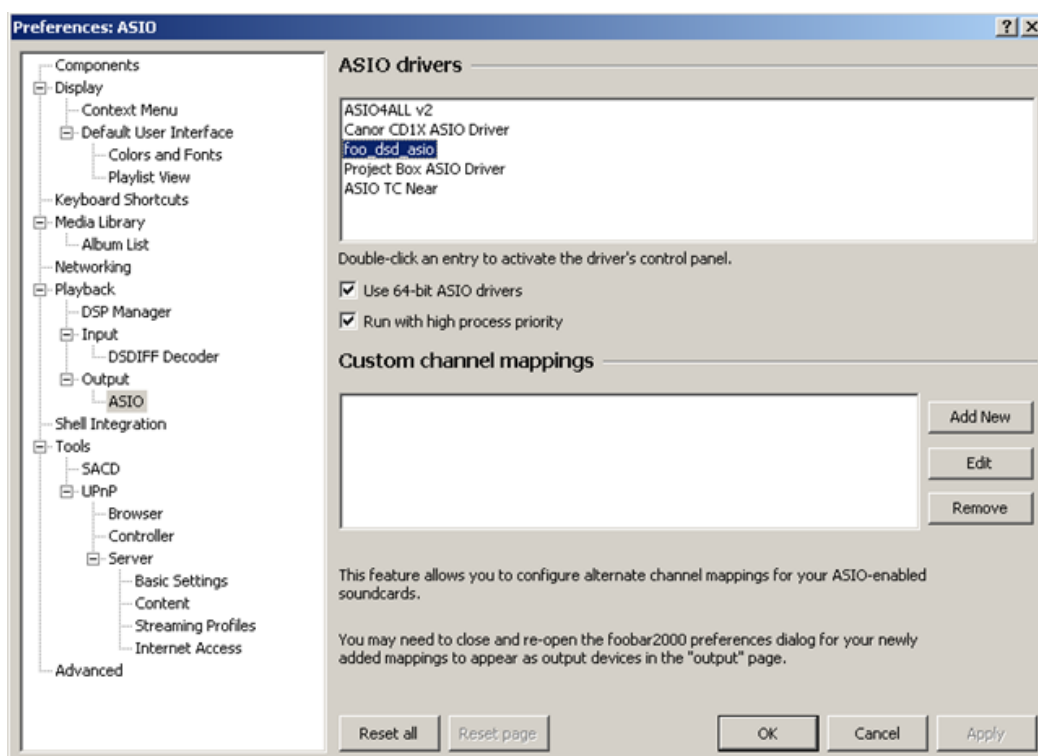 Preferences: ASIO
Components
Display
Context Menu
Default User Interface
Colors and Fonts
Playlist View
Keyboard Shortcuts
Media Library
Album List
Networking
Playback
DSP Manager
Input
DSDIFF Decoder
Output
ASIO
Shell Integration
Tools
SACD
UPnP
Browser
Controller
Server
Basic Settings
Content
Streaming Profiles
Internet Access
Advanced
ASIO drivers
ASIO4ALL v2
Canor CD1X ASIO Driver
foo_dsd_asio
Project Box ASIO Driver
ASIO TC Near
Double-click an entry to activate the driver's control panel.
Use 64-bit ASIO drivers
Run with high process priority
Custom channel mappings
Add New
Edit
Remove
This feature allows you to configure alternate channel mappings for your ASIO-enabled
soundcards.
You may need to close and re-open the foobar2000 preferences dialog for your newly
added mappings to appear as output devices in the "output" page.
Reset all
Reset page
OK
Cancel
Apply